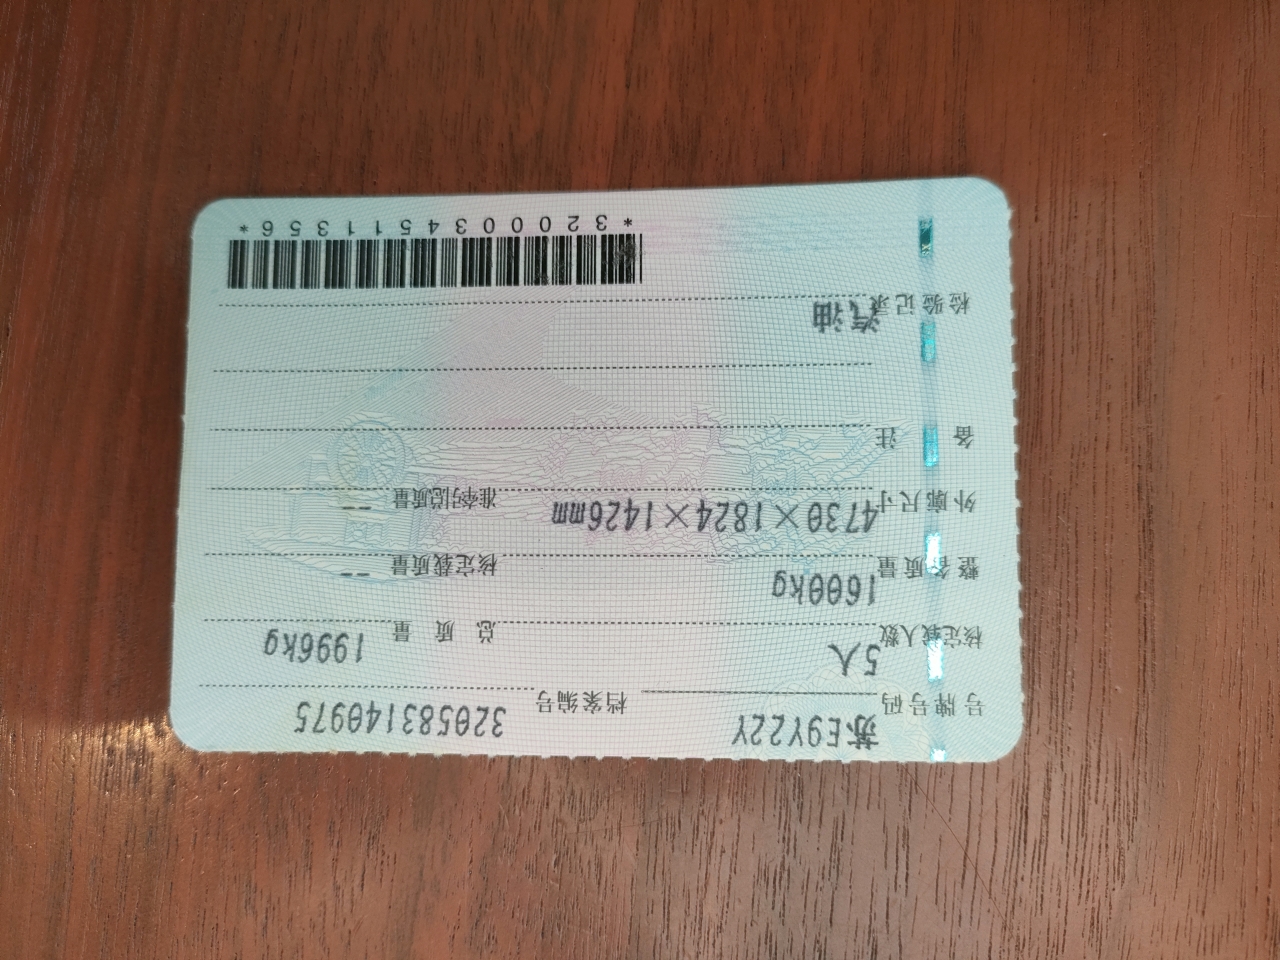 号牌号码 苏E9Y22Y 档案编号 320583140975
核定载人数 5人 总质量 1996kg
整备质量 1600kg 核定载质量 --
外廓尺寸 4730×1824×1426mm 准牵引总质量 --
备注
检验记录 汽油
*3200034511356*